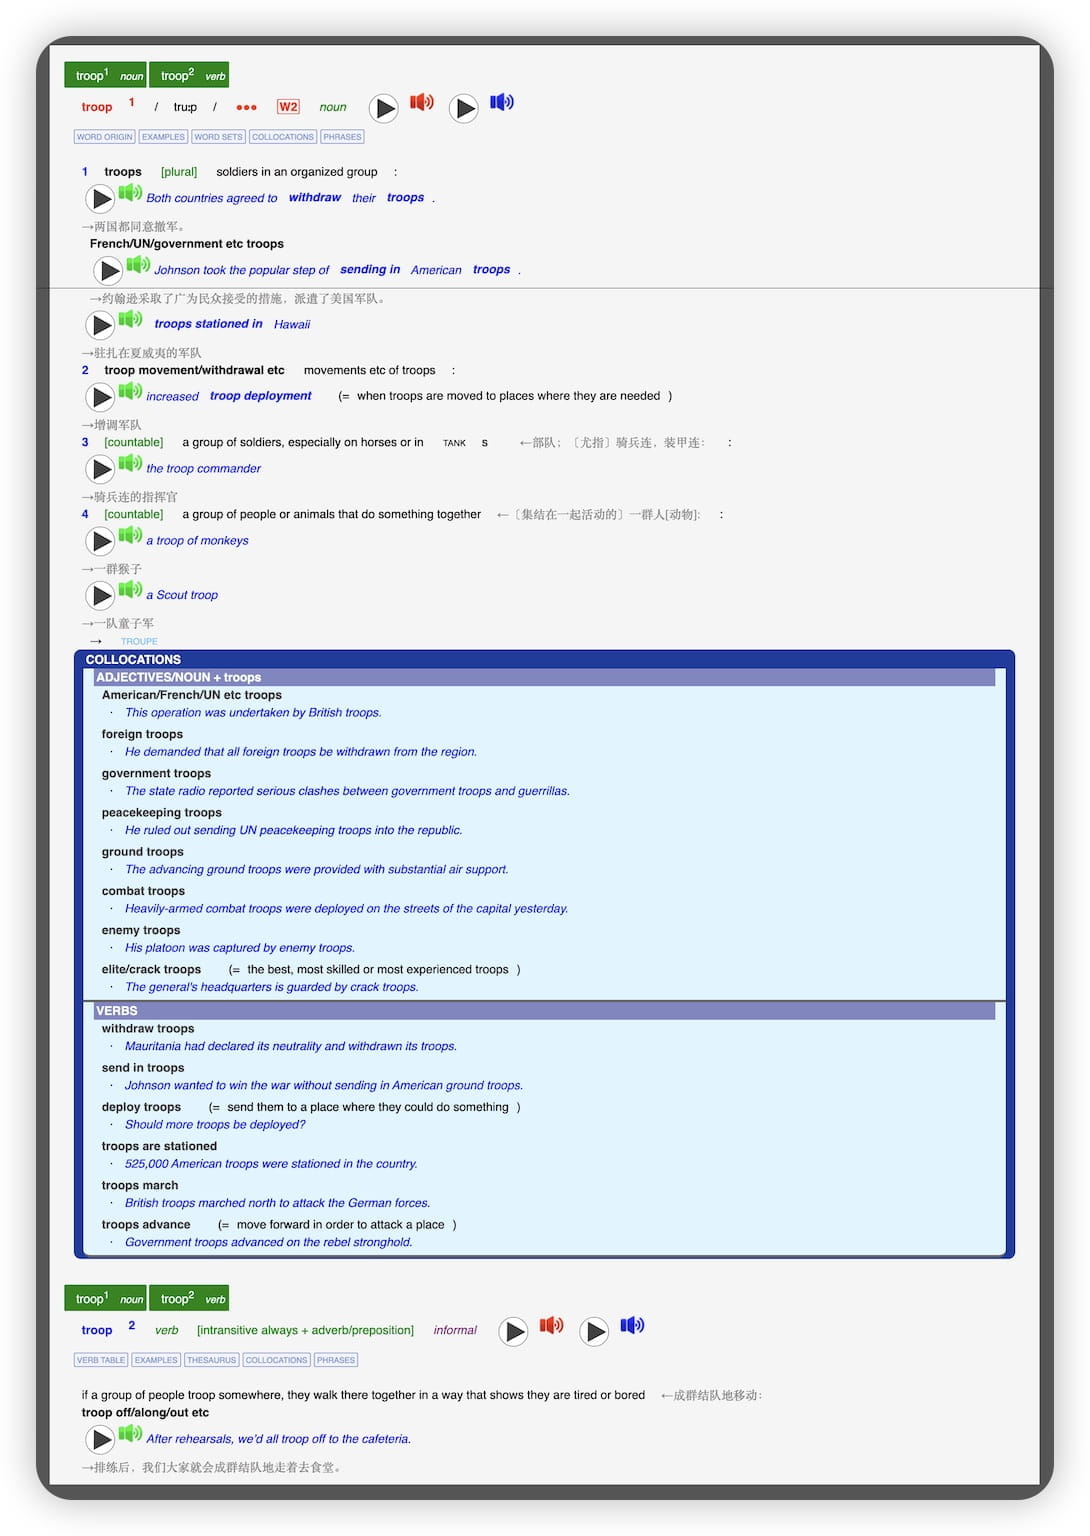 troop1 noun troop2 verb
troop 1 / truːp / ●●● W2 noun
WORD ORIGIN EXAMPLES WORD SETS COLLOCATIONS PHRASES
1 troops [plural] soldiers in an organized group :
Both countries agreed to withdraw their troops .
→两国都同意撤军。
French/UN/government etc troops
Johnson took the popular step of sending in American troops .
→约翰逊采取了广为民众接受的措施，派遣了美国军队。
troops stationed in Hawaii
→驻扎在夏威夷的军队
2 troop movement/withdrawal etc movements etc of troops :
increased troop deployment (= when troops are moved to places where they are needed )
→增调军队
3 [countable] a group of soldiers, especially on horses or in TANK s ←部队；〔尤指〕骑兵连，装甲连： :
the troop commander
→骑兵连的指挥官
4 [countable] a group of people or animals that do something together ←〔集结在一起活动的〕一群人[动物]： :
a troop of monkeys
→一群猴子
a Scout troop
→一队童子军
→ TROUPE
COLLOCATIONS
ADJECTIVES/NOUN + troops
American/French/UN etc troops
· This operation was undertaken by British troops.
foreign troops
· He demanded that all foreign troops be withdrawn from the region.
government troops
· The state radio reported serious clashes between government troops and guerrillas.
peacekeeping troops
· He ruled out sending UN peacekeeping troops into the republic.
ground troops
· The advancing ground troops were provided with substantial air support.
combat troops
· Heavily-armed combat troops were deployed on the streets of the capital yesterday.
enemy troops
· His platoon was captured by enemy troops.
elite/crack troops (= the best, most skilled or most experienced troops )
· The general's headquarters is guarded by crack troops.
VERBS
withdraw troops
· Mauritania had declared its neutrality and withdrawn its troops.
send in troops
· Johnson wanted to win the war without sending in American ground troops.
deploy troops (= send them to a place where they could do something )
· Should more troops be deployed?
troops are stationed
· 525,000 American troops were stationed in the country.
troops march
· British troops marched north to attack the German forces.
troops advance (= move forward in order to attack a place )
· Government troops advanced on the rebel stronghold.
troop1 noun troop2 verb
troop 2 verb [intransitive always + adverb/preposition] informal
VERB TABLE EXAMPLES THESAURUS COLLOCATIONS PHRASES
if a group of people troop somewhere, they walk there together in a way that shows they are tired or bored ←成群结队地移动：
troop off/along/out etc
After rehearsals, we'd all troop off to the cafeteria.
→排练后，我们大家就会成群结队地走着去食堂。